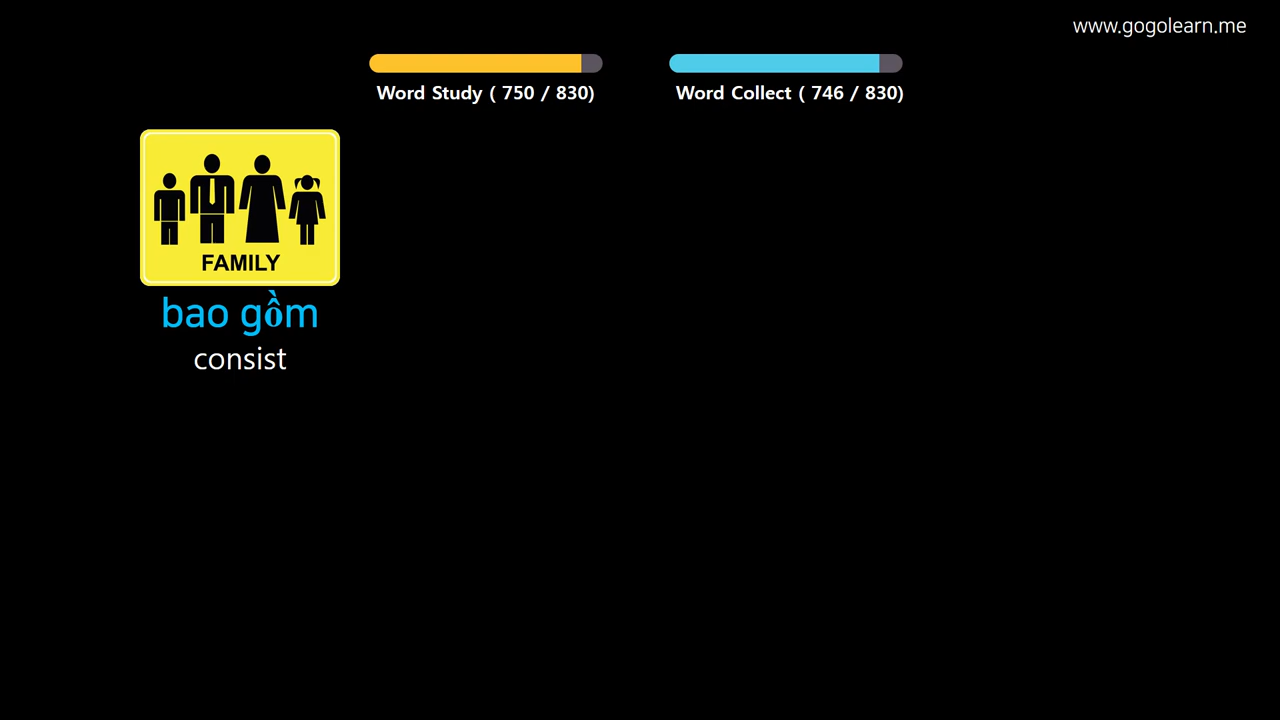 www.gogolearn.me
Word Study ( 750 / 830)
Word Collect ( 746 / 830)
FAMILY
bao gồm
consist